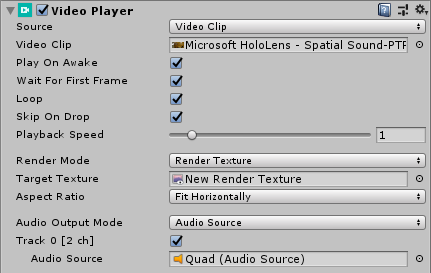 Video Player
Source Video Clip
Video Clip Microsoft HoloLens - Spatial Sound-PTF
Play On Awake
Wait For First Frame
Loop
Skip On Drop
Playback Speed 1
Render Mode Render Texture
Target Texture New Render Texture
Aspect Ratio Fit Horizontally
Audio Output Mode Audio Source
Track 0 [2 ch]
Audio Source Quad (Audio Source)